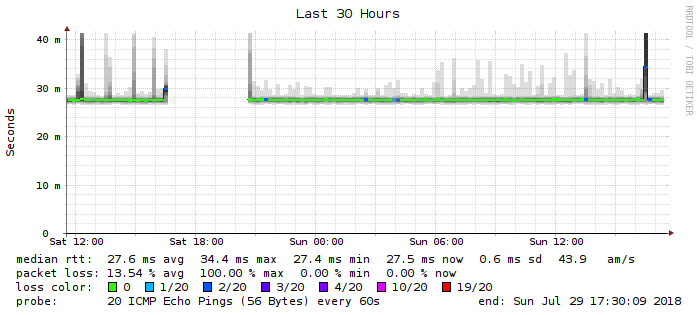 Last 30 Hours
RRDTOOL / TOBI OETIKER
Seconds
40 m
30 m
20 m
10 m
0
Sat 12:00 Sat 18:00 Sun 00:00 Sun 06:00 Sun 12:00
median rtt: 27.6 ms avg 34.4 ms max 27.4 ms min 27.5 ms now 0.6 ms sd 43.9 am/s
packet loss: 13.54 % avg 100.00 % max 0.00 % min 0.00 % now
loss color: 0 1/20 2/20 3/20 4/20 10/20 19/20
probe: 20 ICMP Echo Pings (56 Bytes) every 60s end: Sun Jul 29 17:30:09 2018